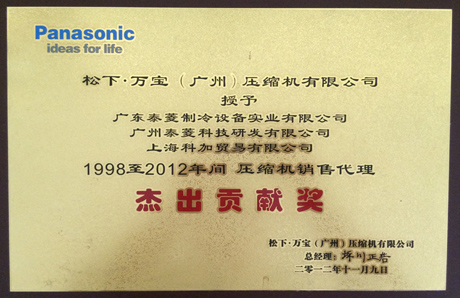 Panasonic
ideas for life
松下·万宝（广州）压缩机有限公司
授予
广东泰菱制冷设备实业有限公司
广州泰菱科技研发有限公司
上海科加贸易有限公司
1998至2012年间 压缩机销售代理
杰出贡献奖
松下·万宝（广州）压缩机有限公司
总经理：
二零一二年十一月九日